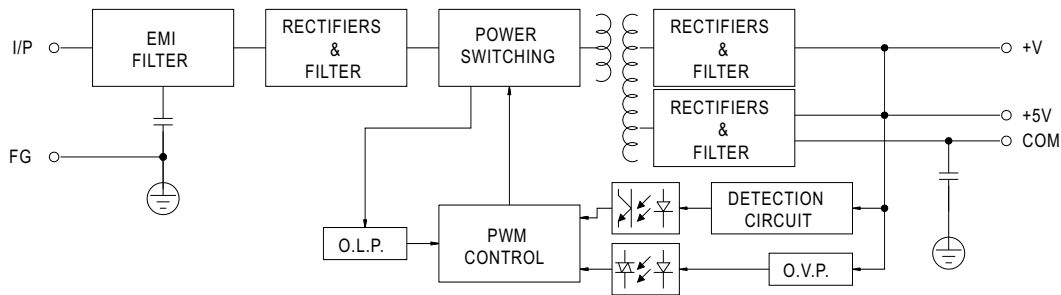 I/P
EMI
FILTER
RECTIFIERS
&
FILTER
POWER
SWITCHING
RECTIFIERS
&
FILTER
+V
RECTIFIERS
&
FILTER
+5V
COM
FG
DETECTION
CIRCUIT
O.L.P.
PWM
CONTROL
O.V.P.